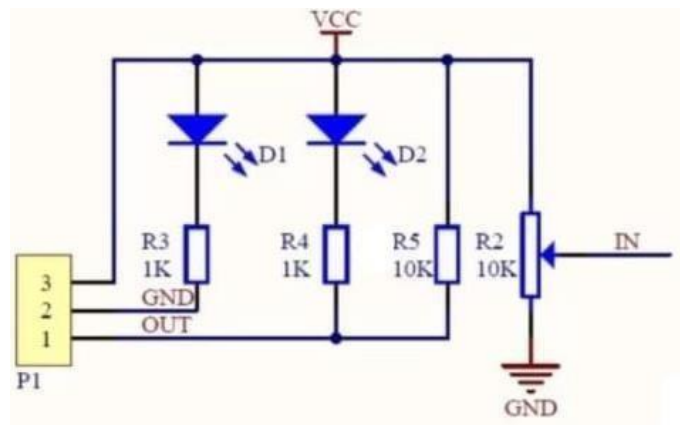 VCC
D1
D2
R3
1K
R4
1K
R5
10K
R2
10K
IN
3
2
1
GND
OUT
P1
GND